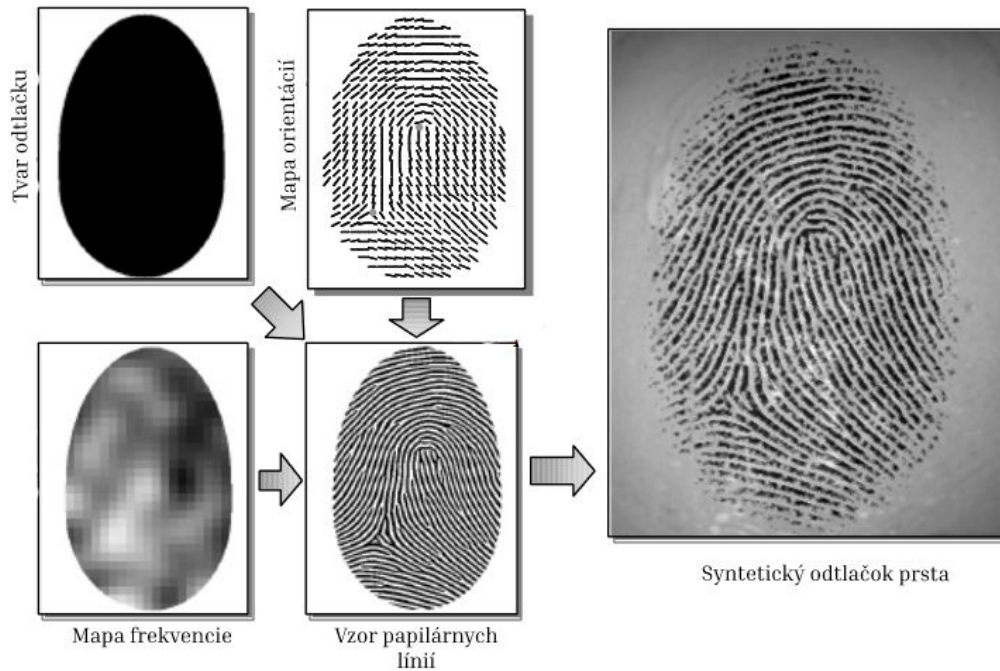 Tvar odtlačku
Mapa orientácií
Mapa frekvencie
Vzor papilárnych
línií
Syntetický odtlačok prsta